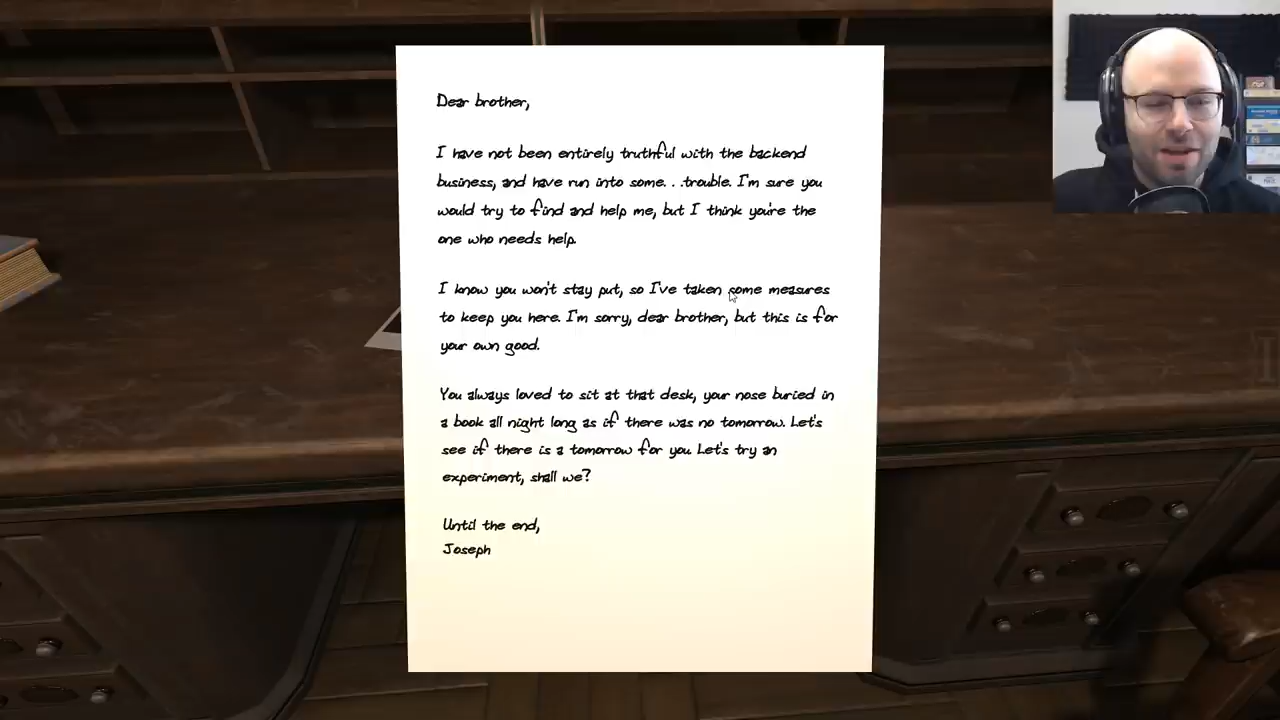 Dear brother,
I have not been entirely truthful with the backend
business, and have run into some. . .trouble. I'm sure you
would try to find and help me, but I think you're the
one who needs help.
I know you won't stay put, so I've taken some measures
to keep you here. I'm sorry, dear brother, but this is for
your own good.
You always loved to sit at that desk, your nose buried in
a book all night long as if there was no tomorrow. Let's
see if there is a tomorrow for you Let's try an
experiment, shall we?
Until the end,
Joseph